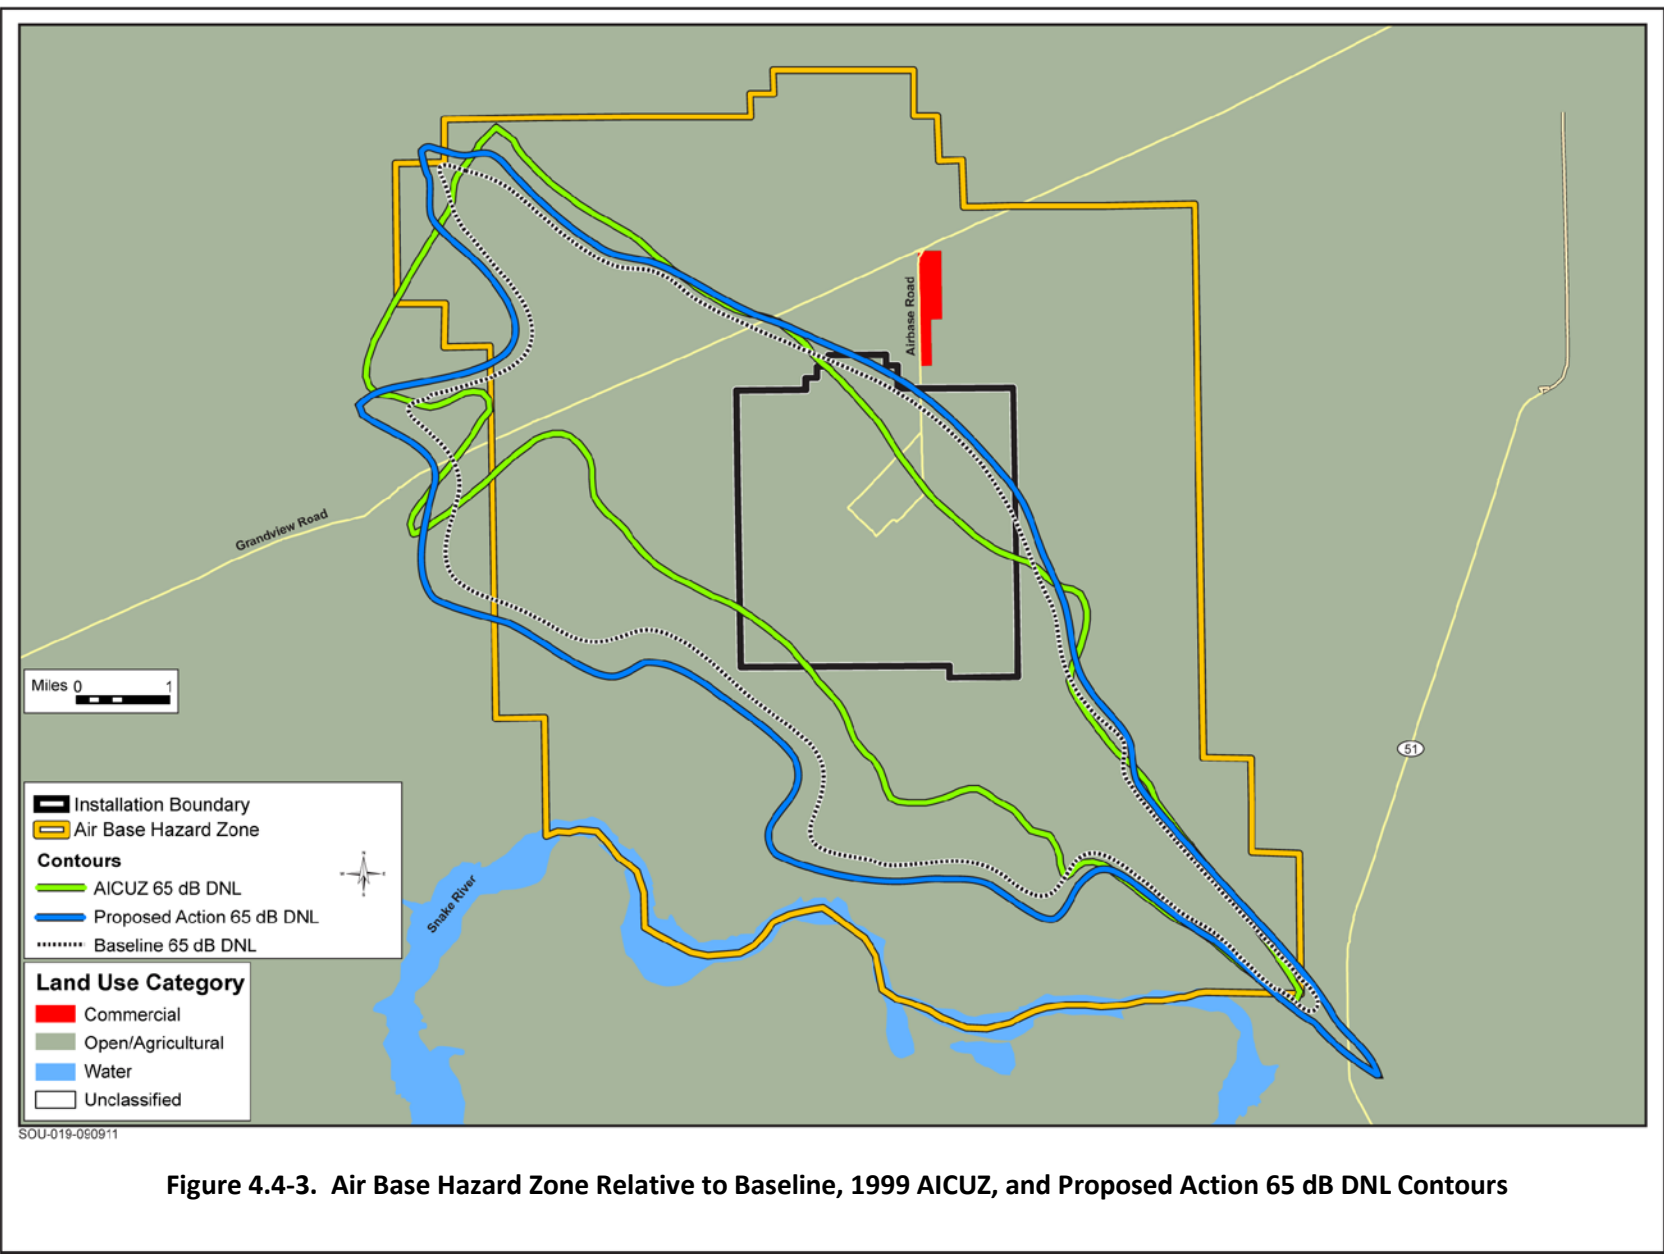 Airbase Road
Grandview Road
51
Miles 0 1
Installation Boundary
Air Base Hazard Zone
Contours
AICUZ 65 dB DNL
Proposed Action 65 dB DNL
Baseline 65 dB DNL
Snake River
Land Use Category
Commercial
Open/Agricultural
Water
Unclassified
SOU-019-090911
Figure 4.4-3. Air Base Hazard Zone Relative to Baseline, 1999 AICUZ, and Proposed Action 65 dB DNL Contours